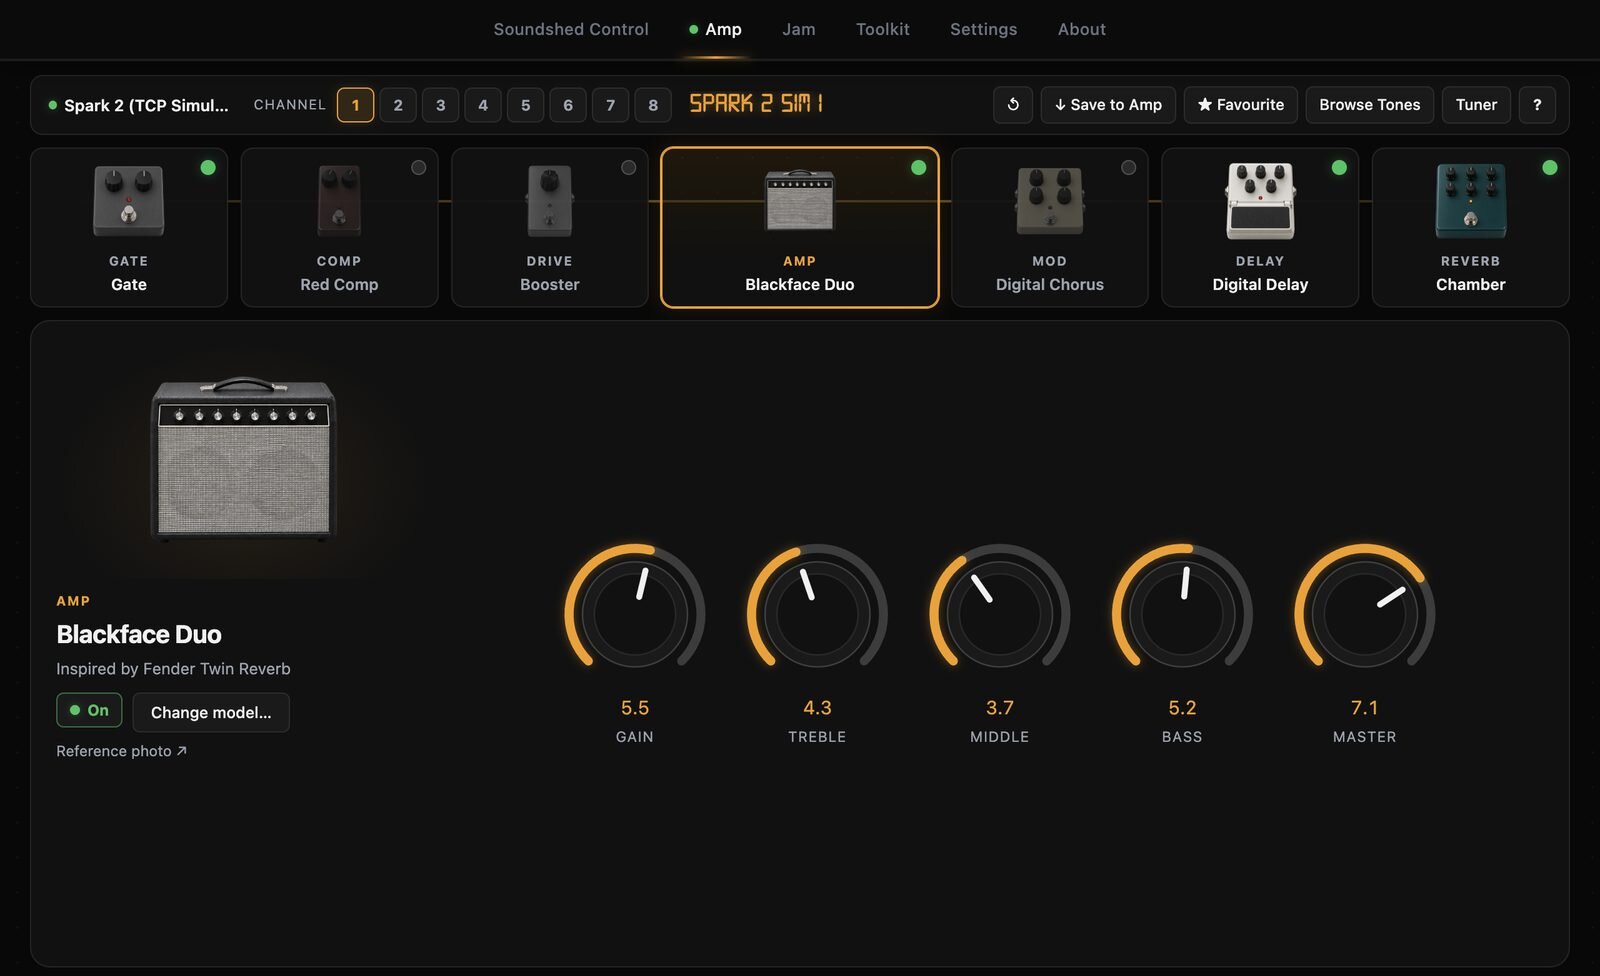 Soundshed Control Amp Jam Toolkit Settings About
Spark 2 (TCP Simul... CHANNEL 1 2 3 4 5 6 7 8 SPARK 2 SIM 1 Save to Amp Favourite Browse Tones Tuner ?
GATE
Gate
COMP
Red Comp
DRIVE
Booster
AMP
Blackface Duo
MOD
Digital Chorus
DELAY
Digital Delay
REVERB
Chamber
AMP
Blackface Duo
Inspired by Fender Twin Reverb
On Change model...
Reference photo ↗
5.5 4.3 3.7 5.2 7.1
GAIN TREBLE MIDDLE BASS MASTER